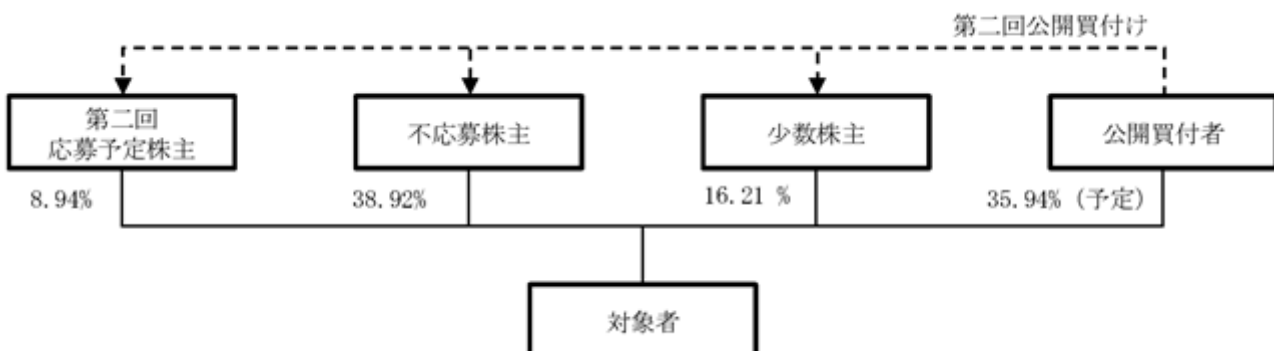 第二回公開買付け
第二回
応募予定株主
不応募株主
少数株主
公開買付者
8.94%
38.92%
16.21 %
35.94% (予定)
対象者